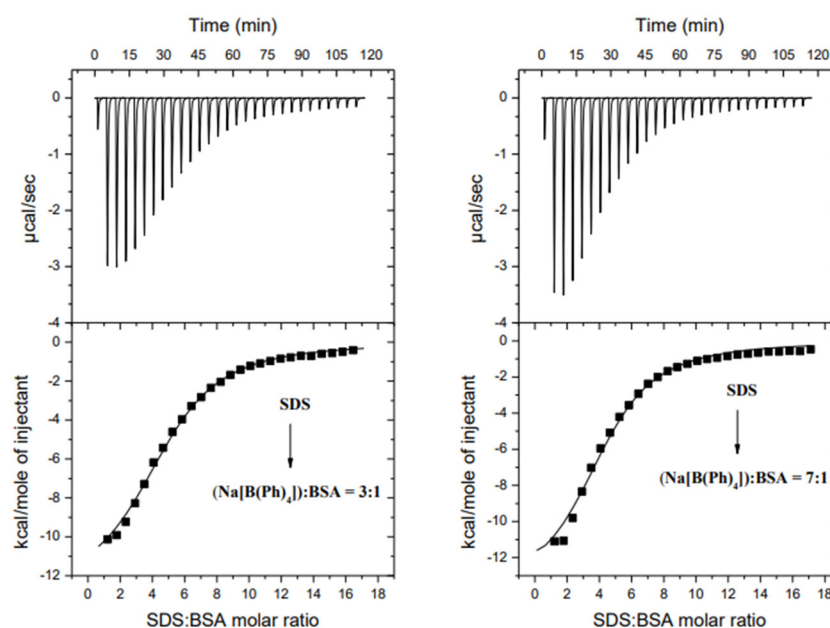 Time (min)
0 15 30 45 60 75 90 105 120
0
-1
-2
-3
-4
µcal/sec
0
-2
-4
-6
-8
-10
-12
kcal/mole of injectant
SDS
(Na[B(Ph)₄]):BSA = 3:1
0 2 4 6 8 10 12 14 16 18
SDS:BSA molar ratio
Time (min)
0 15 30 45 60 75 90 105 120
0
-1
-2
-3
-4
µcal/sec
0
-2
-4
-6
-8
-10
-12
kcal/mole of injectant
SDS
(Na[B(Ph)₄]):BSA = 7:1
0 2 4 6 8 10 12 14 16 18
SDS:BSA molar ratio